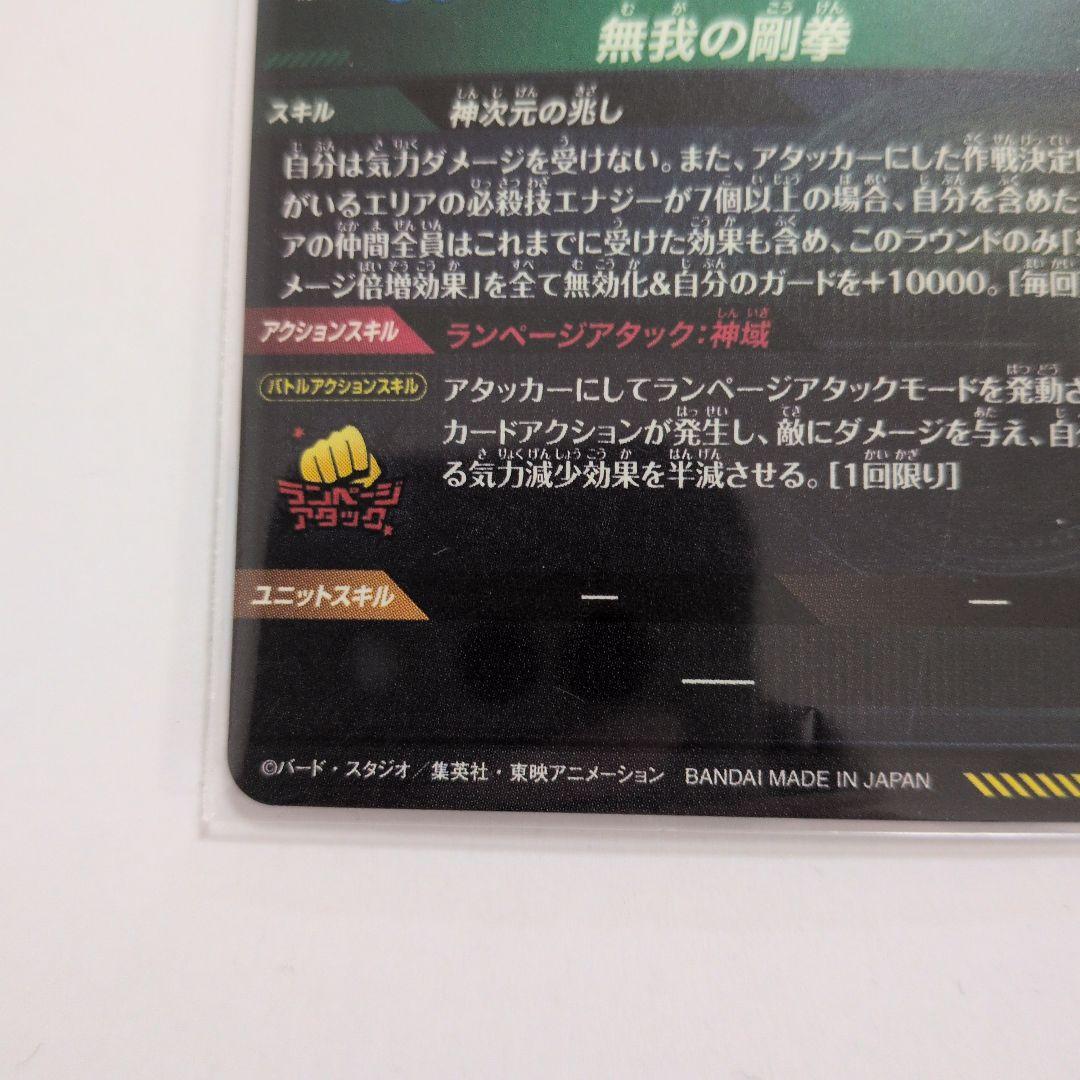 無我の剛拳
スキル 神次元の兆し
自分は気力ダメージを受けない。また、アタッカーにした作戦決定
がいるエリアの必殺技エナジーが7個以上の場合、自分を含めた
アの仲間全員はこれまでに受けた効果も含め、このラウンドのみ「
メージ倍増効果」を全て無効化&自分のガードを+10000。[毎回
アクションスキル ランページアタック:神域
バトルアクションスキル アタッカーにしてランページアタックモードを発動さ
カードアクションが発生し、敵にダメージを与え、自分
る気力減少効果を半減させる。[1回限り]
ランページ
アタック
ユニットスキル — —
—
©バード・スタジオ/集英社・東映アニメーション BANDAI MADE IN JAPAN